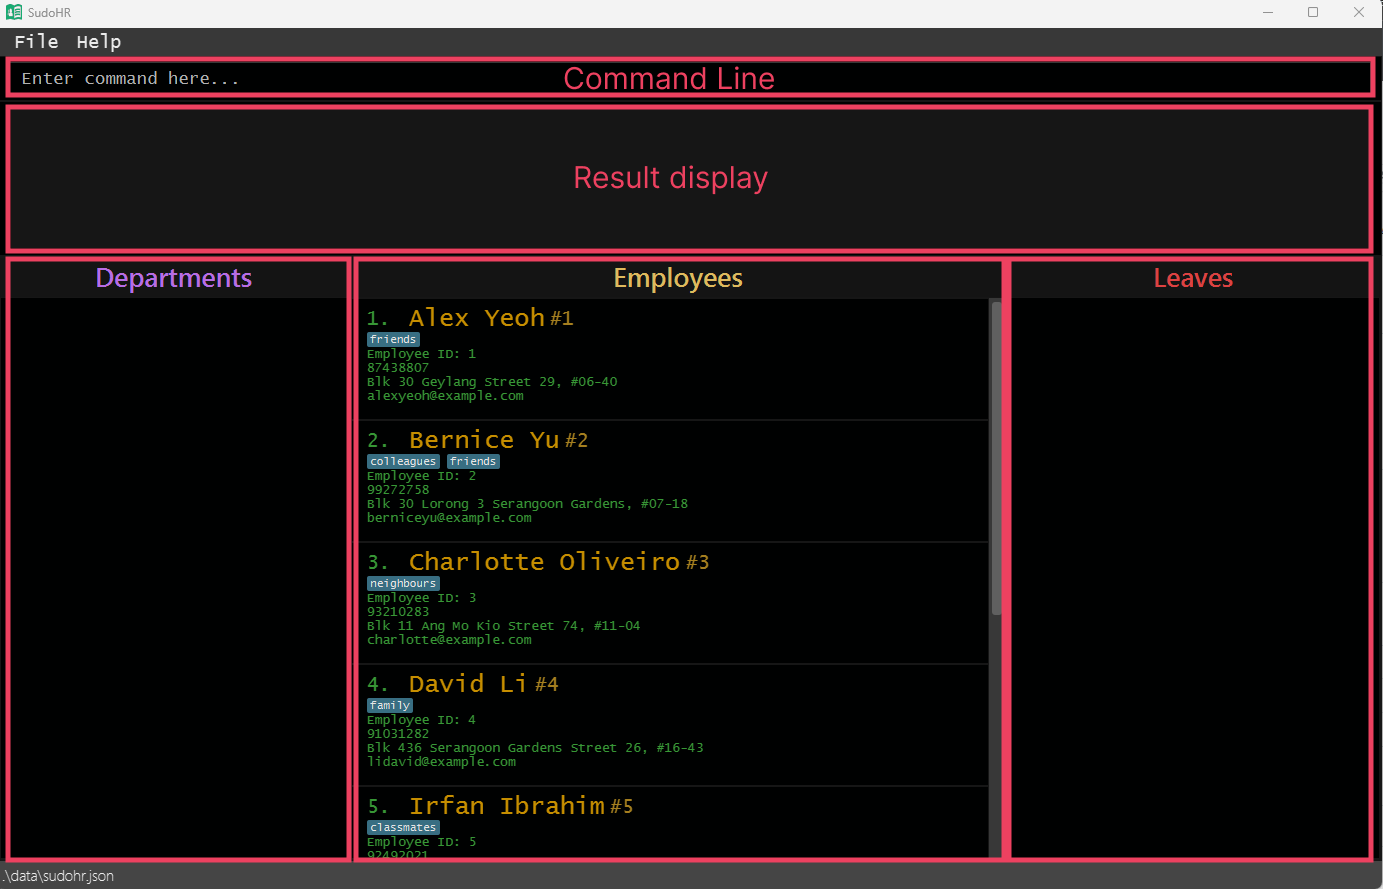 SudoHR
File Help
Enter command here...
Command Line
Result display
Departments
Employees
Leaves
1. Alex Yeoh #1
friends
Employee ID: 1
87438807
Blk 30 Geylang Street 29, #06-40
alexyeoh@example.com
2. Bernice Yu #2
colleagues friends
Employee ID: 2
99272758
Blk 30 Lorong 3 Serangoon Gardens, #07-18
berniceyu@example.com
3. Charlotte Oliveiro #3
neighbours
Employee ID: 3
93210283
Blk 11 Ang Mo Kio Street 74, #11-04
charlotte@example.com
4. David Li #4
family
Employee ID: 4
91031282
Blk 436 Serangoon Gardens Street 26, #16-43
lidavid@example.com
5. Irfan Ibrahim #5
classmates
Employee ID: 5
92492021
.\data\sudohr.json